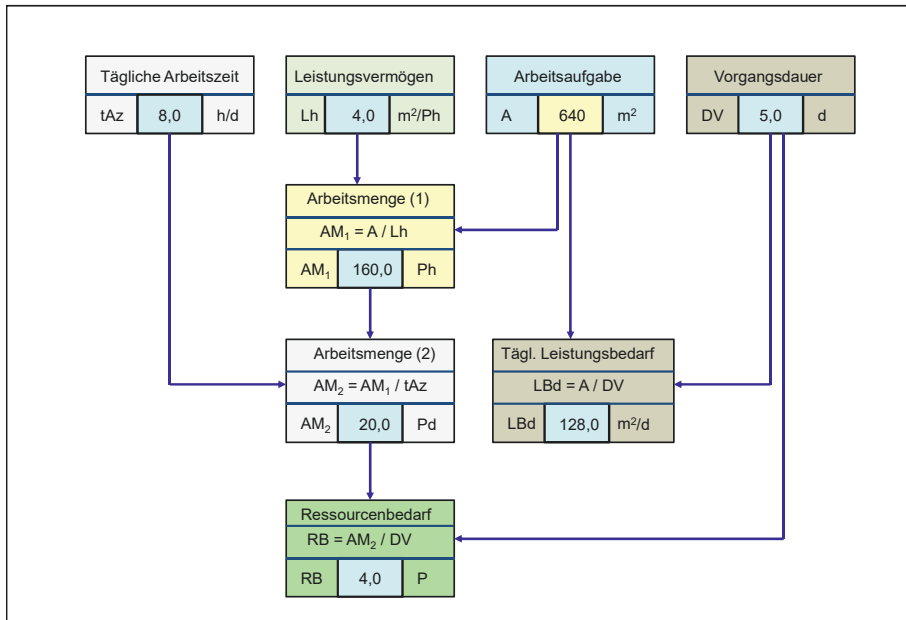 Tägliche Arbeitszeit
tAz 8,0 h/d
Leistungsvermögen
Lh 4,0 m²/Ph
Arbeitsaufgabe
A 640 m²
Vorgangsdauer
DV 5,0 d
Arbeitsmenge (1)
AM₁ = A / Lh
AM₁ 160,0 Ph
Arbeitsmenge (2)
AM₂ = AM₁ / tAz
AM₂ 20,0 Pd
Tägl. Leistungsbedarf
LBd = A / DV
LBd 128,0 m²/d
Ressourcenbedarf
RB = AM₂ / DV
RB 4,0 P